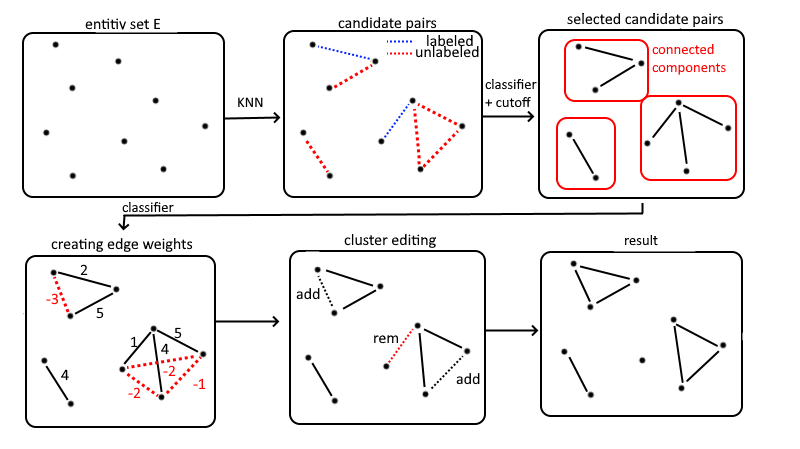 entitiv set E
candidate pairs
selected candidate pairs
labeled
unlabeled
connected
components
KNN
classifier
+ cutoff
classifier
creating edge weights
cluster editing
result
2
-3
5
1
4
5
-2
-2
-1
4
add
rem
add